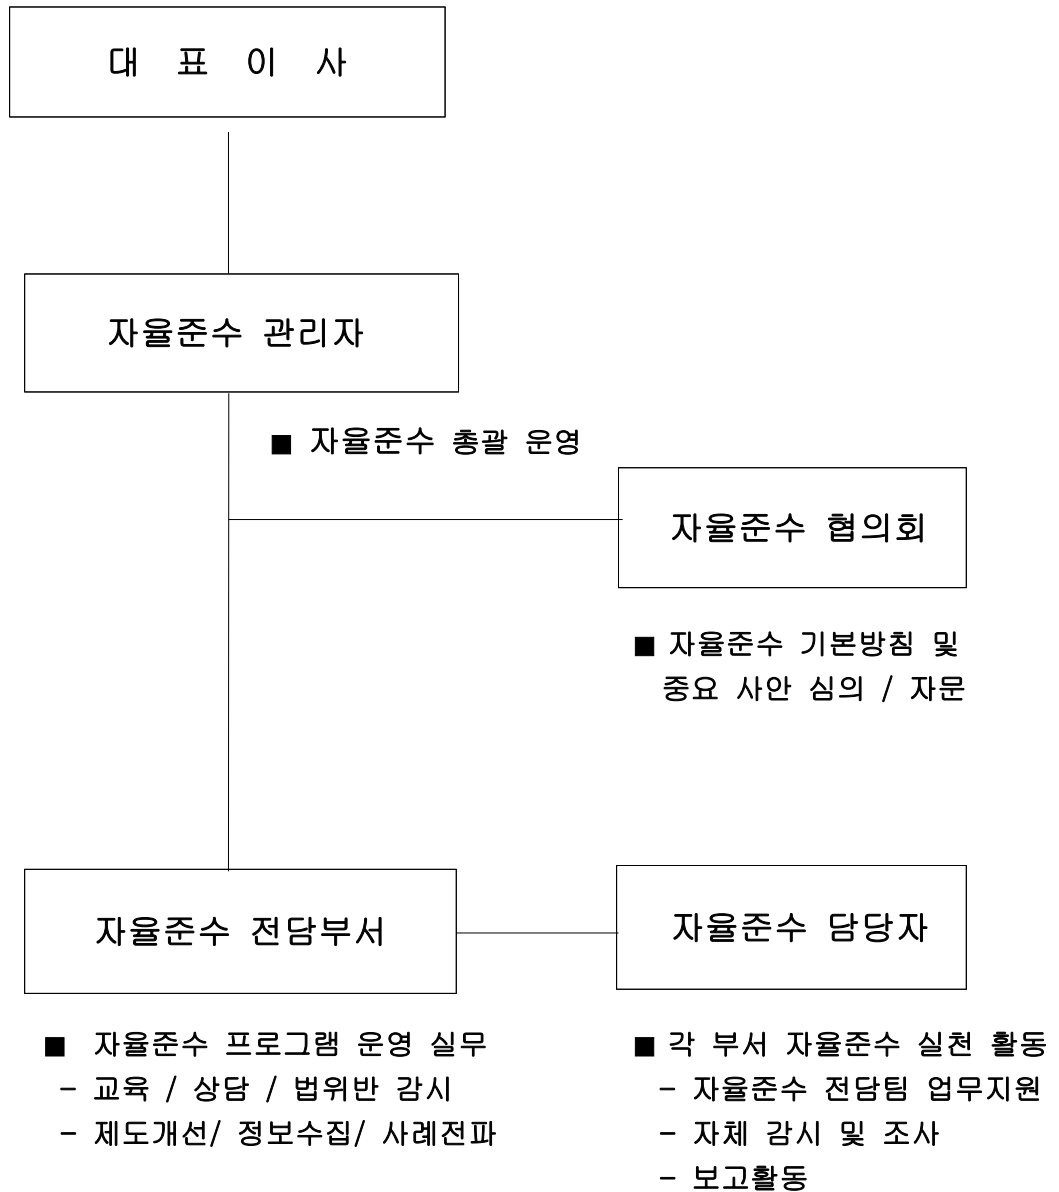 대 표 이 사
자율준수 관리자
■ 자율준수 총괄 운영
자율준수 협의회
■ 자율준수 기본방침 및
중요 사안 심의 / 자문
자율준수 전담부서
■ 자율준수 프로그램 운영 실무
- 교육 / 상담 / 법위반 감시
- 제도개선/ 정보수집/ 사례전파
자율준수 담당자
■ 각 부서 자율준수 실천 활동
- 자율준수 전담팀 업무지원
- 자체 감시 및 조사
- 보고활동